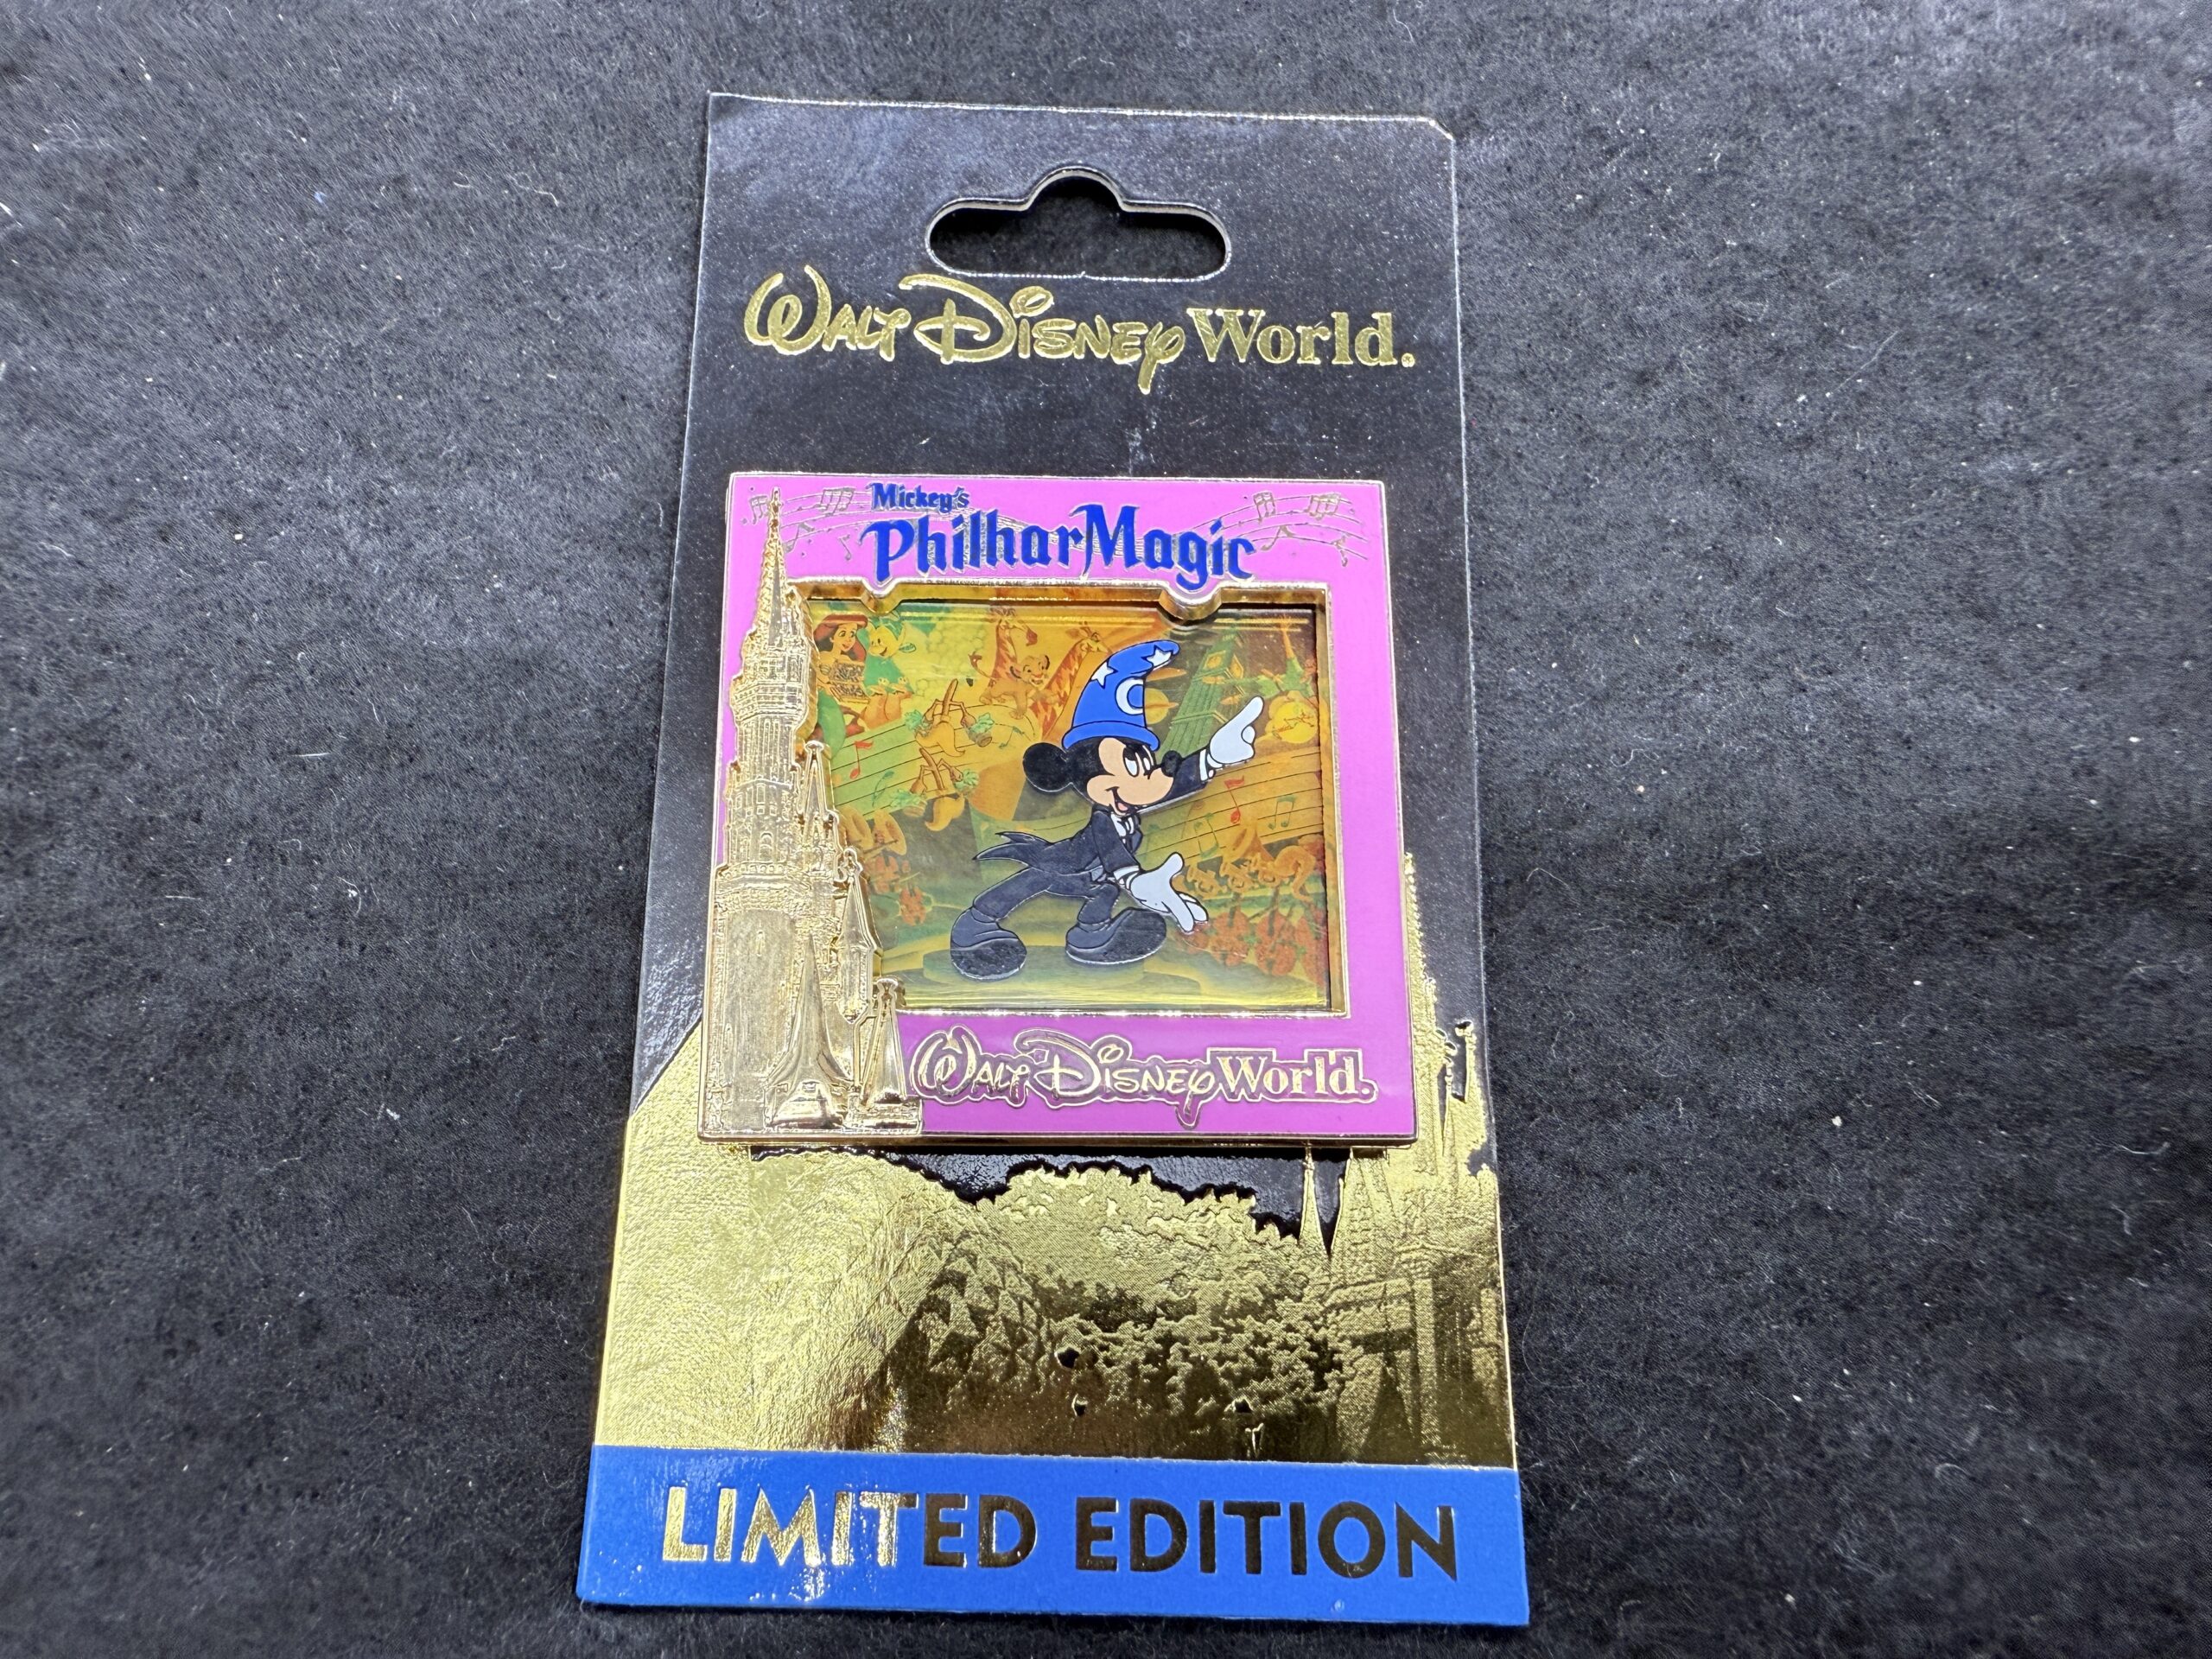 Walt Disney World.
Mickey's
PhilharMagic
Walt Disney World.
LIMITED EDITION